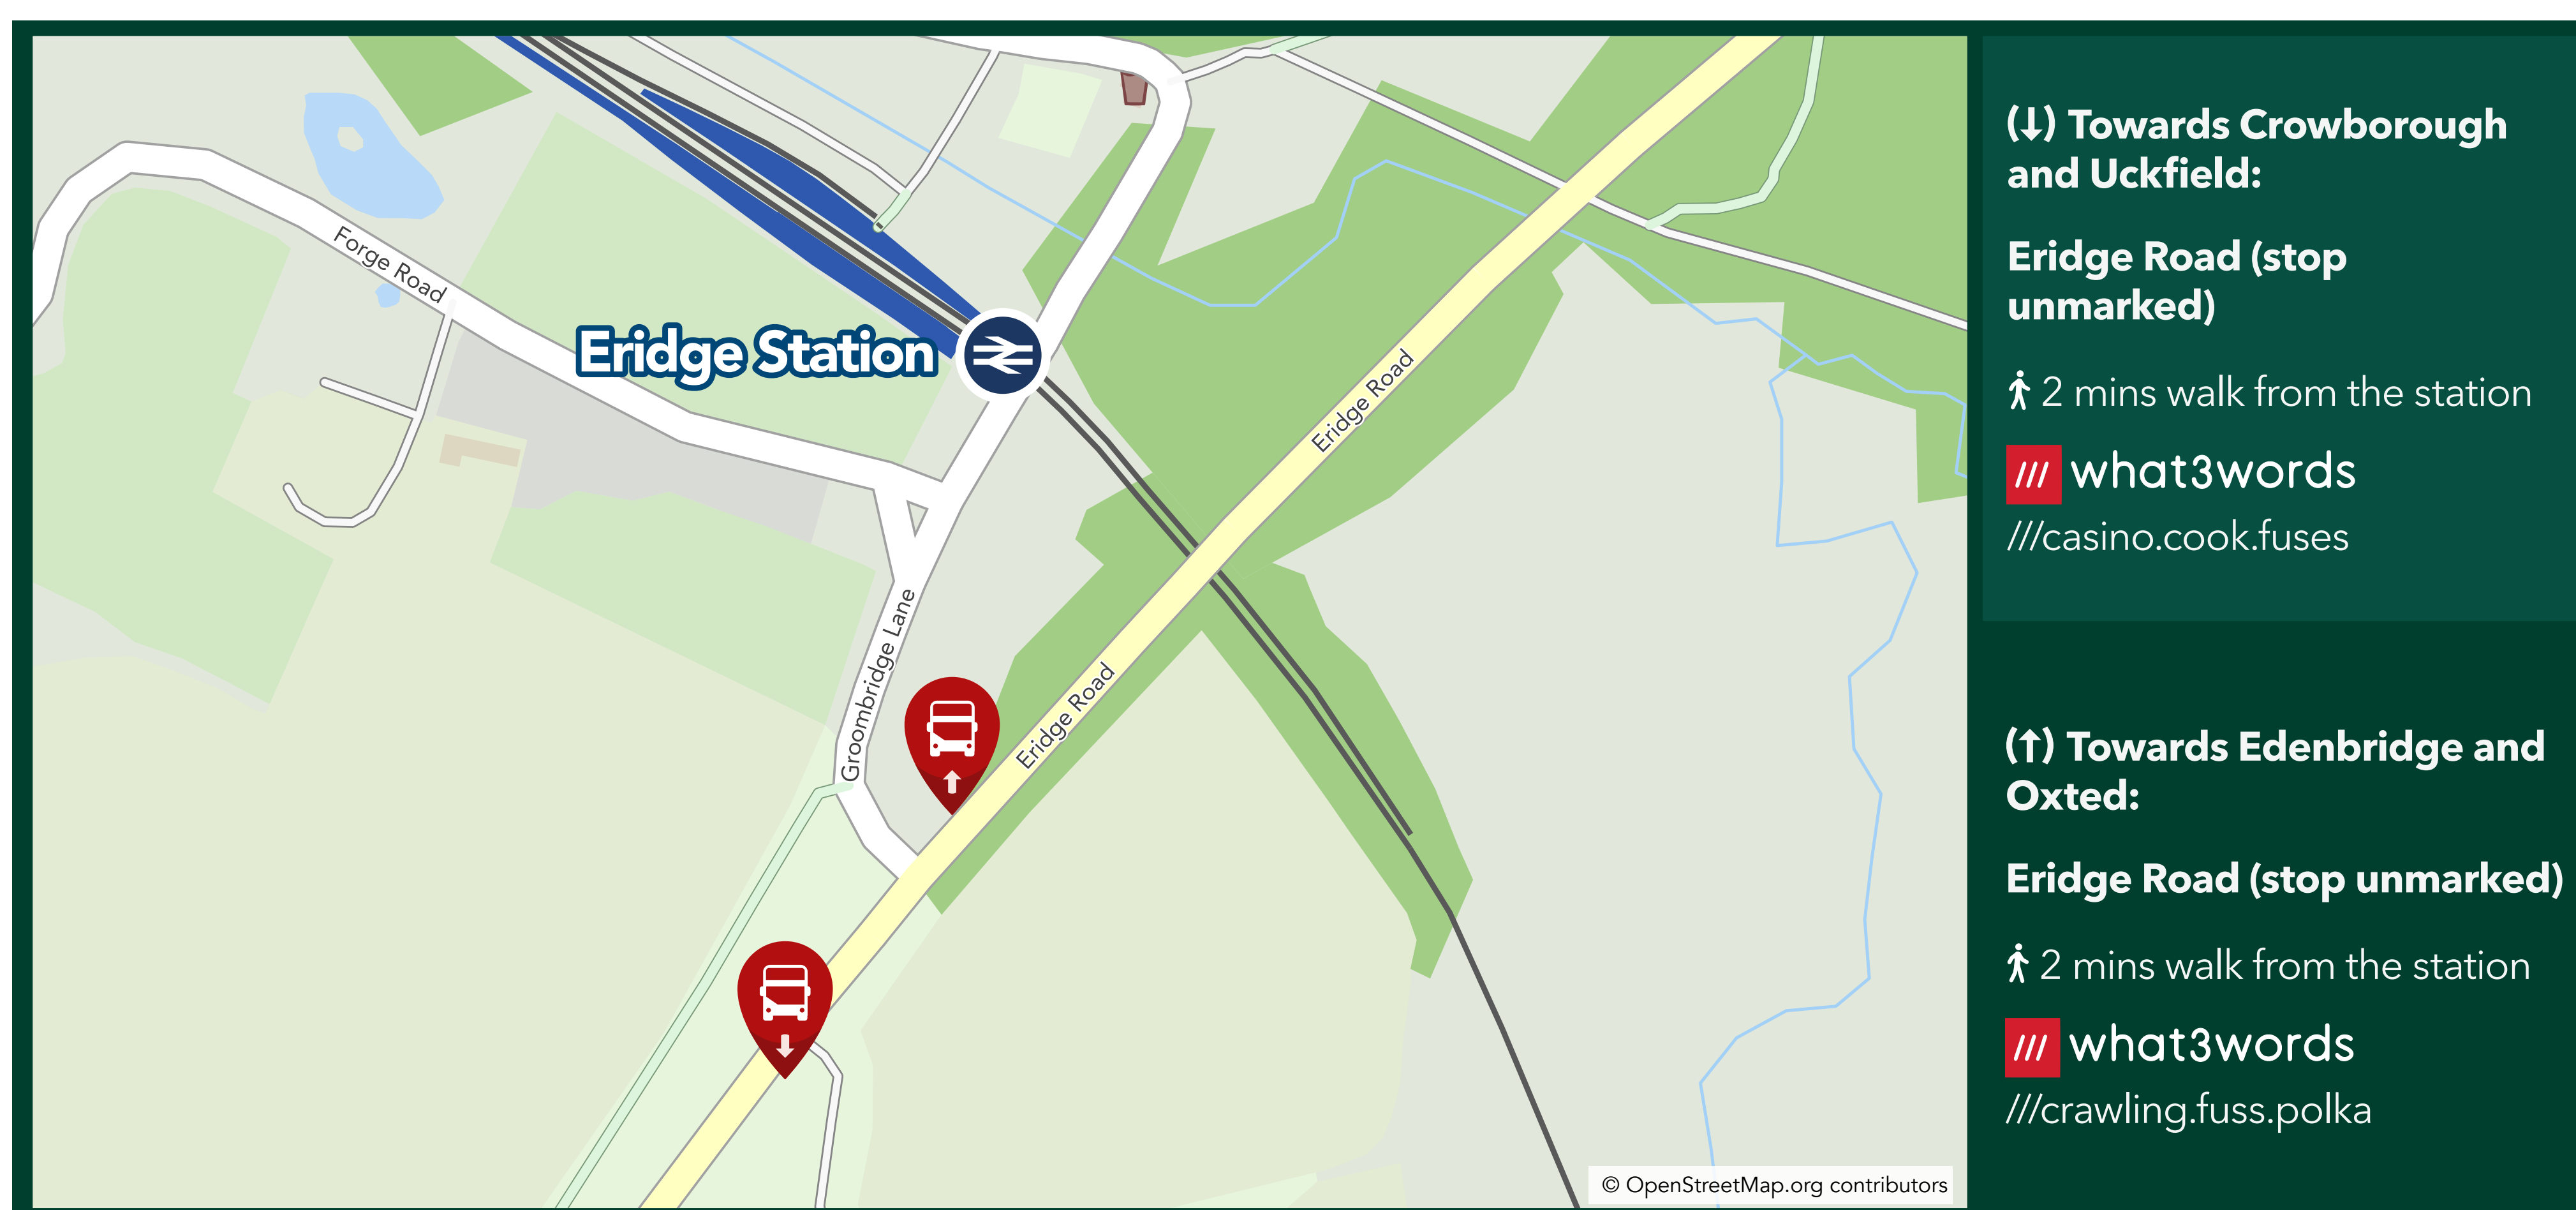 Forge Road
Eridge Station
Eridge Road
Groombridge Lane
Eridge Road
© OpenStreetMap.org contributors
(↓) Towards Crowborough
and Uckfield:
Eridge Road (stop
unmarked)
2 mins walk from the station
/// what3words
///casino.cook.fuses
(↑) Towards Edenbridge and
Oxted:
Eridge Road (stop unmarked)
2 mins walk from the station
/// what3words
///crawling.fuss.polka